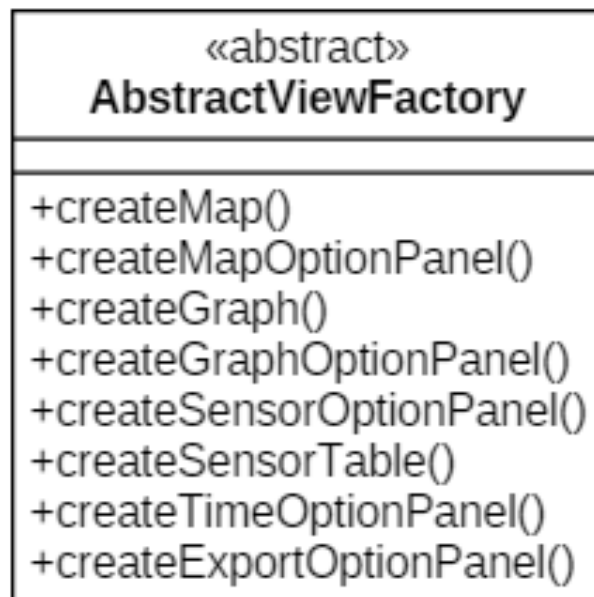 «abstract»
AbstractViewFactory
+createMap()
+createMapOptionPanel()
+createGraph()
+createGraphOptionPanel()
+createSensorOptionPanel()
+createSensorTable()
+createTimeOptionPanel()
+createExportOptionPanel()